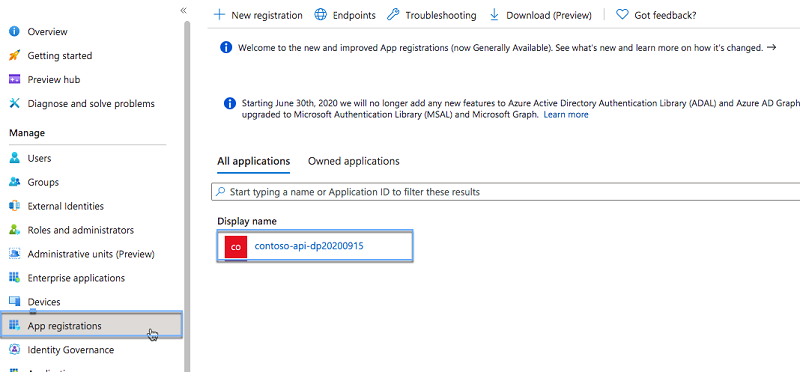 «
Overview
Getting started
Preview hub
Diagnose and solve problems
Manage
Users
Groups
External Identities
Roles and administrators
Administrative units (Preview)
Enterprise applications
Devices
App registrations
Identity Governance
+ New registration Endpoints Troubleshooting Download (Preview) Got feedback?
Welcome to the new and improved App registrations (now Generally Available). See what's new and learn more on how it's changed. →
Starting June 30th, 2020 we will no longer add any new features to Azure Active Directory Authentication Library (ADAL) and Azure AD Graph
upgraded to Microsoft Authentication Library (MSAL) and Microsoft Graph. Learn more
All applications Owned applications
Start typing a name or Application ID to filter these results
Display name
CO contoso-api-dp20200915